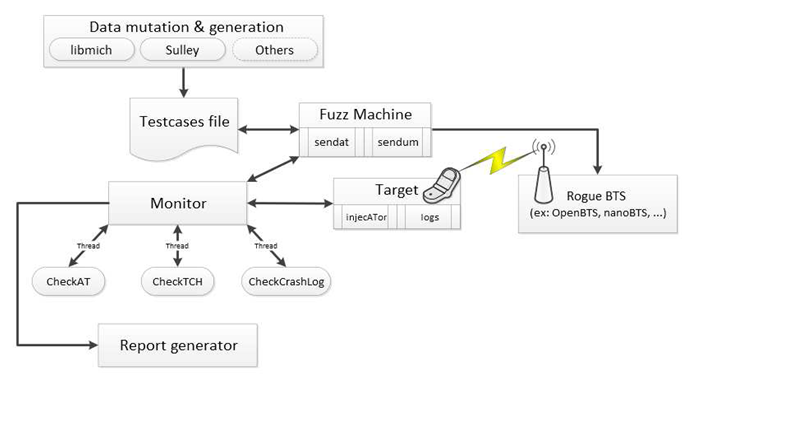 Data mutation & generation
libmich
Sulley
Others
Testcases file
Fuzz Machine
sendat
sendum
Monitor
Target
injecATor
logs
Rogue BTS
(ex: OpenBTS, nanoBTS, ...)
Thread
Thread
Thread
CheckAT
CheckTCH
CheckCrashLog
Report generator